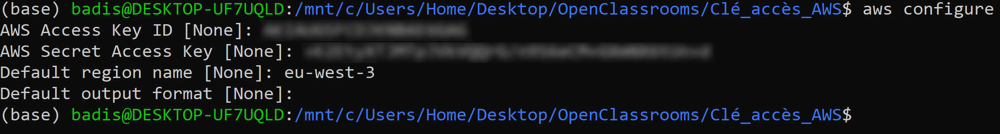 (base) badis@DESKTOP-UF7UQLD:/mnt/c/Users/Home/Desktop/OpenClassrooms/Clé_accès_AWS$ aws configure
AWS Access Key ID [None]:
AWS Secret Access Key [None]:
Default region name [None]: eu-west-3
Default output format [None]:
(base) badis@DESKTOP-UF7UQLD:/mnt/c/Users/Home/Desktop/OpenClassrooms/Clé_accès_AWS$